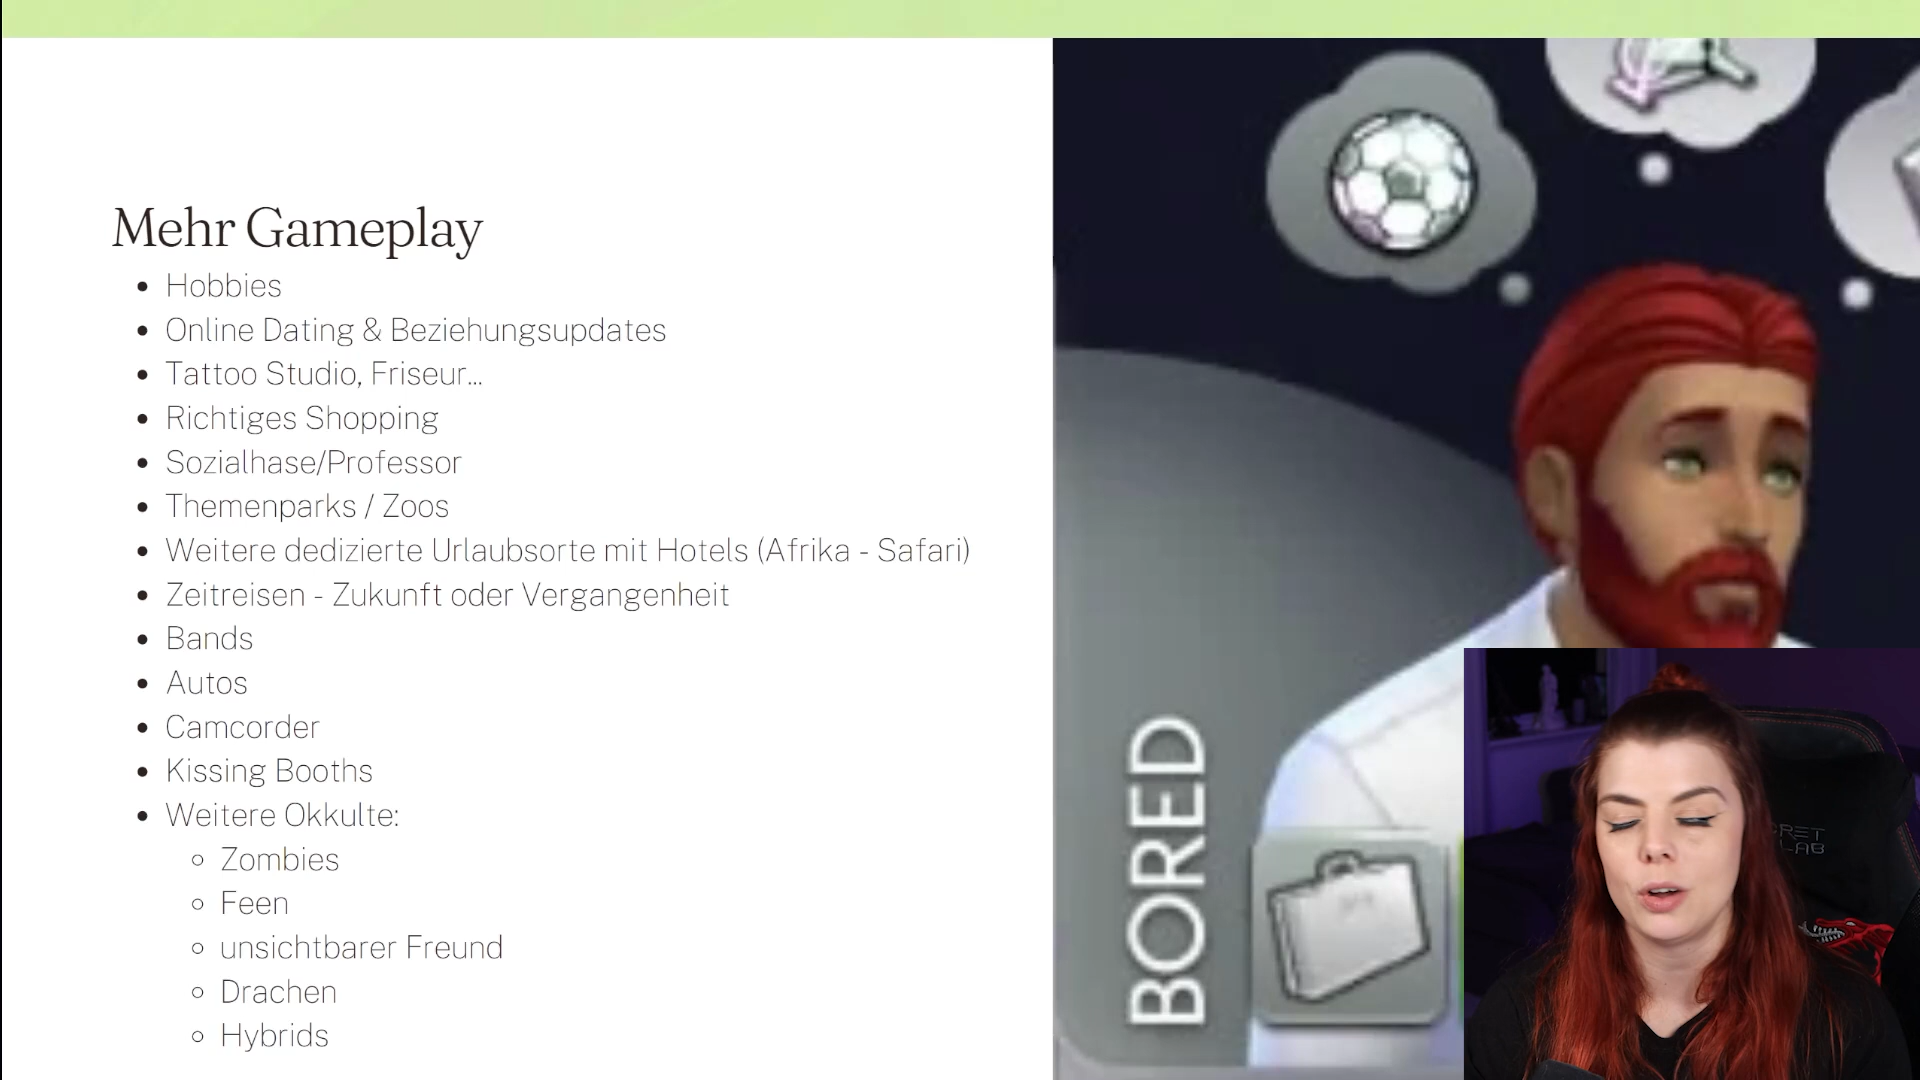 Mehr Gameplay
Hobbies
Online Dating & Beziehungsupdates
Tattoo Studio, Friseur...
Richtiges Shopping
Sozialhase/Professor
Themenparks / Zoos
Weitere dedizierte Urlaubsorte mit Hotels (Afrika - Safari)
Zeitreisen - Zukunft oder Vergangenheit
Bands
Autos
Camcorder
Kissing Booths
Weitere Okkulte:
Zombies
Feen
unsichtbarer Freund
Drachen
Hybrids
BORED